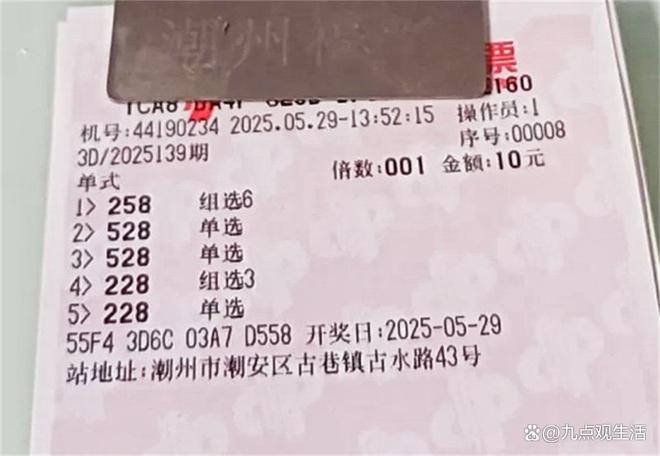 潮州
票
机号:44190234 2025.05.29-13:52:15 操作员:1
3D/2025139期 序号:00008
单式 倍数:001 金额:10元
1> 258 组选6
2> 528 单选
3> 528 单选
4> 228 组选3
5> 228 单选
55F4 3D6C 03A7 D558 开奖日:2025-05-29
站地址:潮州市潮安区古巷镇古水路43号
@九点观生活